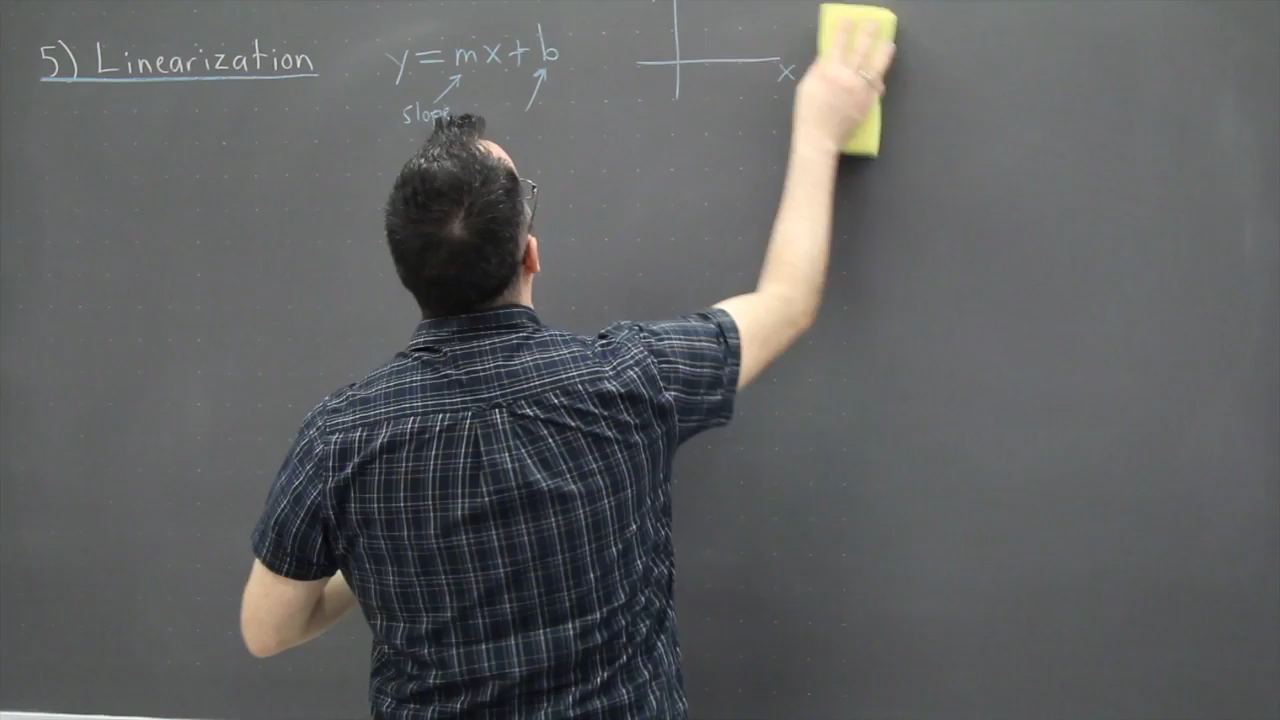 5) Linearization
y = mx + b
slope
x